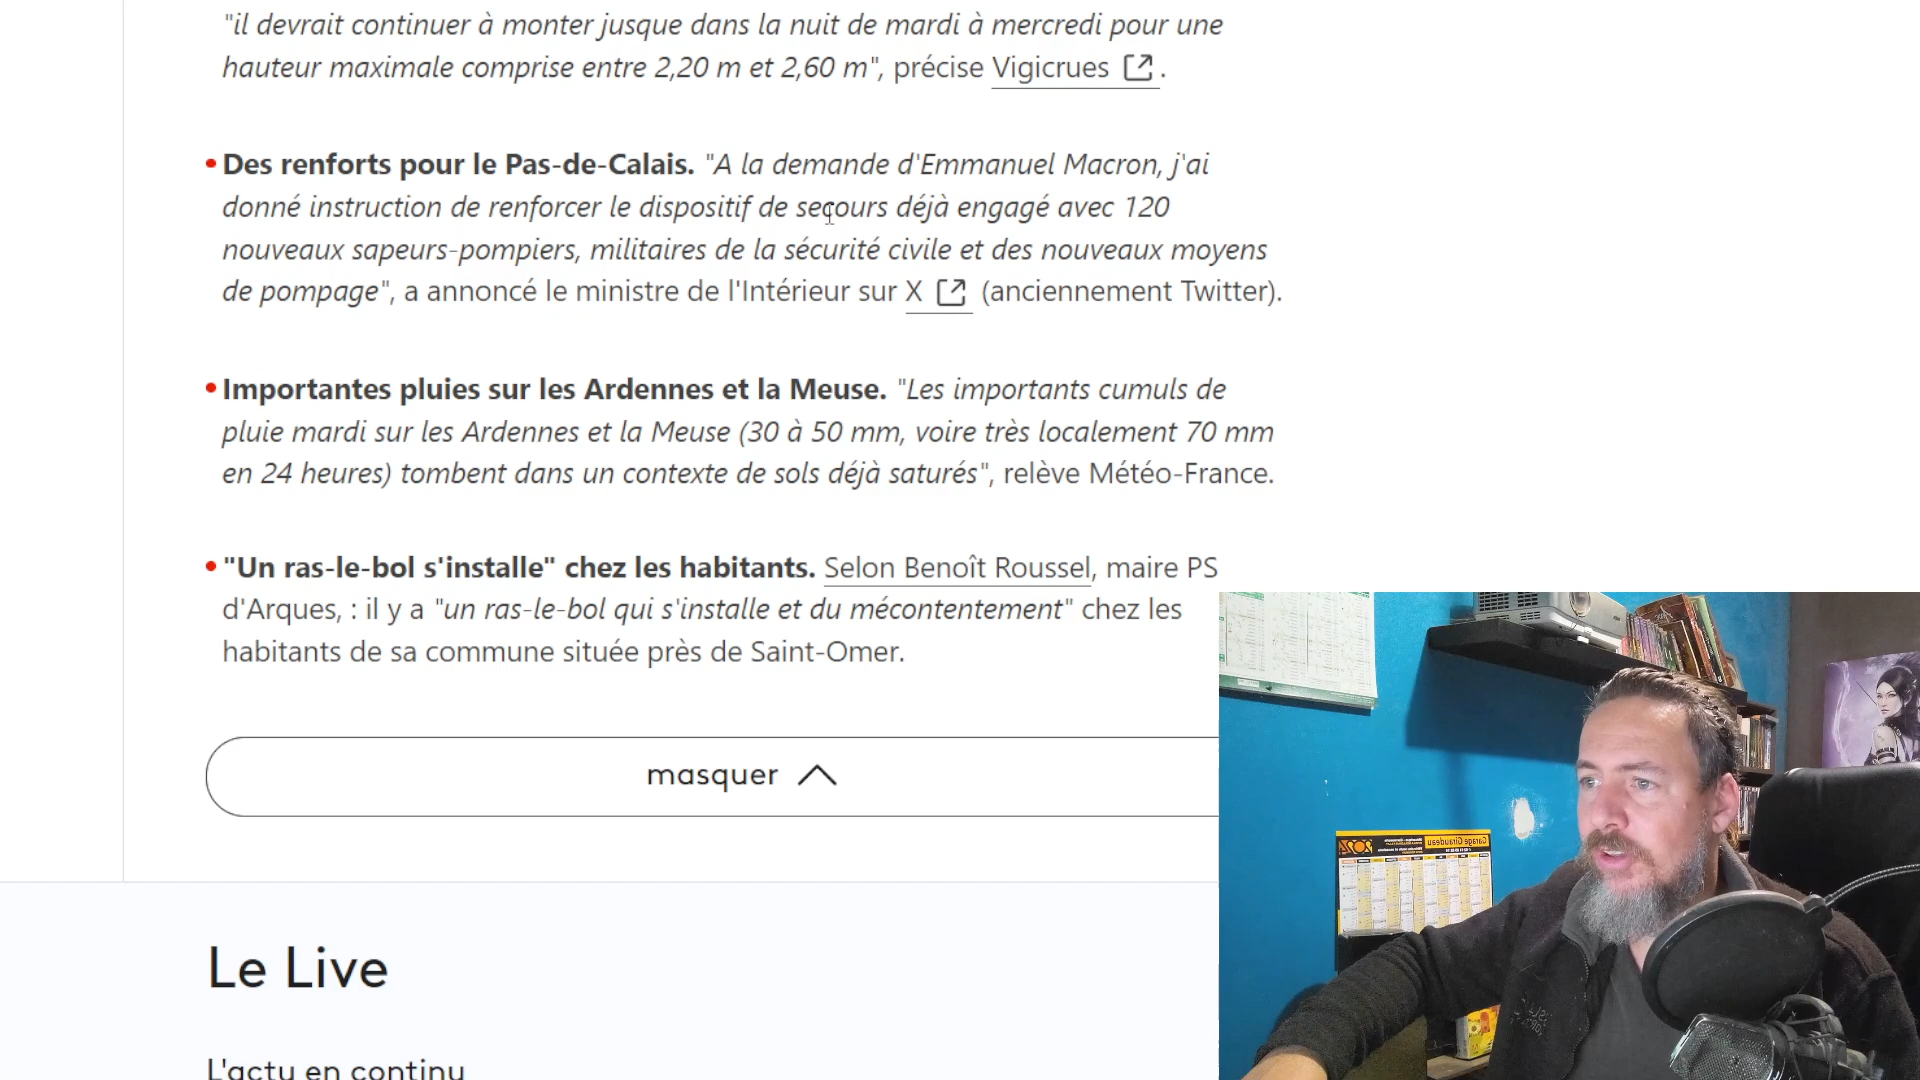 "il devrait continuer à monter jusque dans la nuit de mardi à mercredi pour une
hauteur maximale comprise entre 2,20 m et 2,60 m", précise Vigicrues.
Des renforts pour le Pas-de-Calais. "A la demande d'Emmanuel Macron, j'ai
donné instruction de renforcer le dispositif de secours déjà engagé avec 120
nouveaux sapeurs-pompiers, militaires de la sécurité civile et des nouveaux moyens
de pompage", a annoncé le ministre de l'Intérieur sur X (anciennement Twitter).
Importantes pluies sur les Ardennes et la Meuse. "Les importants cumuls de
pluie mardi sur les Ardennes et la Meuse (30 à 50 mm, voire très localement 70 mm
en 24 heures) tombent dans un contexte de sols déjà saturés", relève Météo-France.
"Un ras-le-bol s'installe" chez les habitants. Selon Benoît Roussel, maire PS
d'Arques, : il y a "un ras-le-bol qui s'installe et du mécontentement" chez les
habitants de sa commune située près de Saint-Omer.
masquer
Le Live
L'actu en continu
Garage Giraudeau